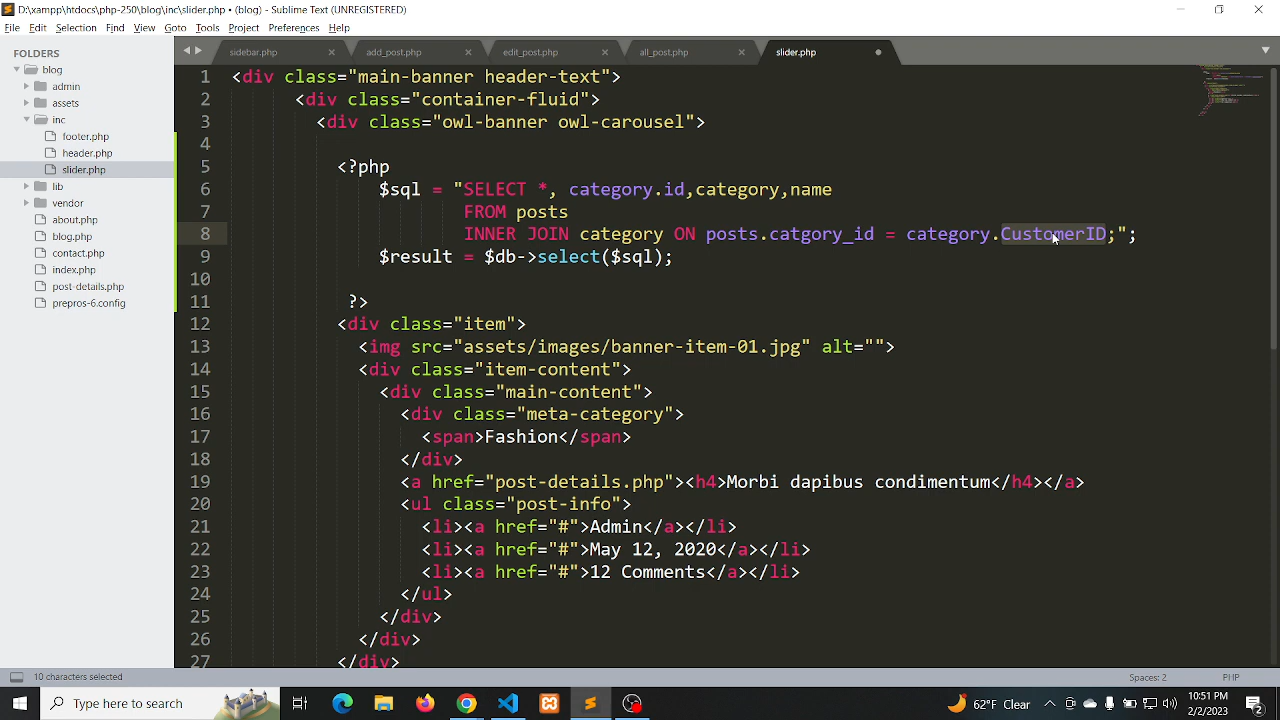 D:\xampp\htdocs\php-250\blog\inc\slider.php • (blog) - Sublime Text (UNREGISTERED)
File Edit Selection Find View Goto Tools Project Preferences Help
FOLDERS
blog
admin
assets
inc
footer.php
header.php
slider.php
lib
vendor
about.php
blog.php
contact.php
index.php
post-details.php
prepros-6.config
sidebar.php add_post.php edit_post.php all_post.php slider.php
1 <div class="main-banner header-text">
2 <div class="container-fluid">
3 <div class="owl-banner owl-carousel">
4
5 <?php
6 $sql = "SELECT *, category.id,category,name
7 FROM posts
8 INNER JOIN category ON posts.catgory_id = category.CustomerID;";
9 $result = $db->select($sql);
10
11 ?>
12 <div class="item">
13 <img src="assets/images/banner-item-01.jpg" alt="">
14 <div class="item-content">
15 <div class="main-content">
16 <div class="meta-category">
17 <span>Fashion</span>
18 </div>
19 <a href="post-details.php"><h4>Morbi dapibus condimentum</h4></a>
20 <ul class="post-info">
21 <li><a href="#">Admin</a></li>
22 <li><a href="#">May 12, 2020</a></li>
23 <li><a href="#">12 Comments</a></li>
24 </ul>
25 </div>
26 </div>
27 </div>
10 characters selected Spaces: 2 PHP
Type here to search 62°F Clear 10:51 PM
2/2/2023